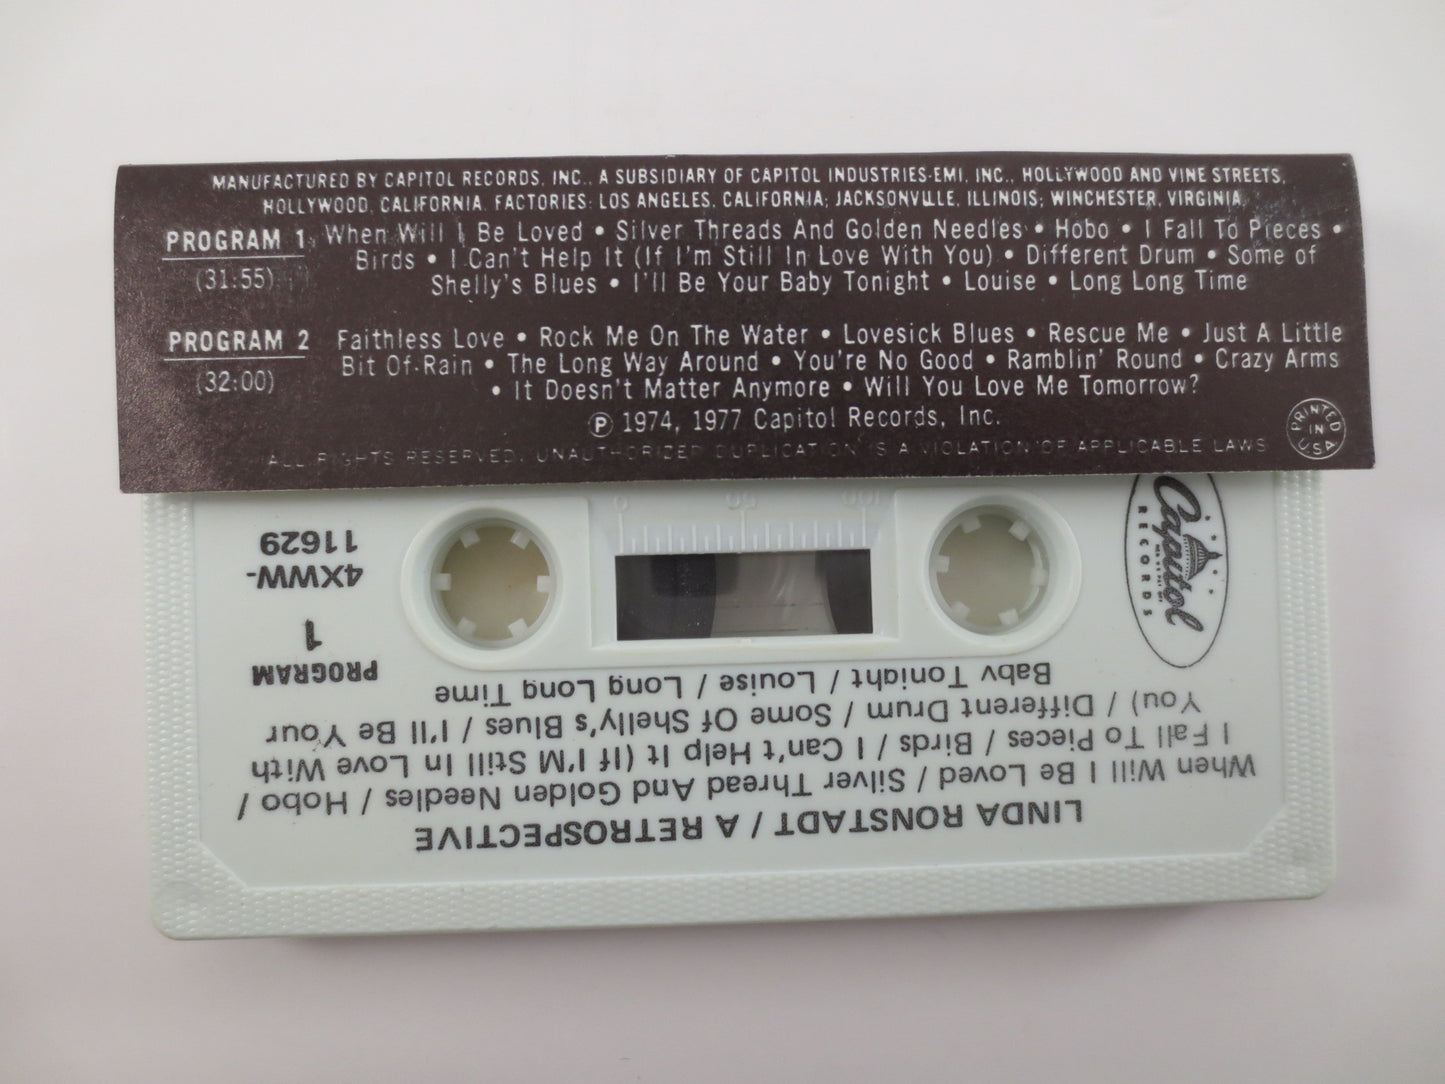 MANUFACTURED BY CAPITOL RECORDS, INC., A SUBSIDIARY OF CAPITOL INDUSTRIES-EMI, INC., HOLLYWOOD AND VINE STREETS,
HOLLYWOOD, CALIFORNIA. FACTORIES: LOS ANGELES, CALIFORNIA; JACKSONVILLE, ILLINOIS; WINCHESTER, VIRGINIA
PROGRAM 1
(31:55)
When Will I Be Loved • Silver Threads And Golden Needles • Hobo • I Fall To Pieces •
Birds • I Can't Help It (If I'm Still In Love With You) • Different Drum • Some of
Shelly's Blues • I'll Be Your Baby Tonight • Louise • Long Long Time
PROGRAM 2
(32:00)
Faithless Love • Rock Me On The Water • Lovesick Blues • Rescue Me • Just A Little
Bit Of Rain • The Long Way Around • You're No Good • Ramblin' Round • Crazy Arms
• It Doesn't Matter Anymore • Will You Love Me Tomorrow?
Ⓟ 1974, 1977 Capitol Records, Inc.
PRINTED IN U.S.A.
ALL RIGHTS RESERVED. UNAUTHORIZED DUPLICATION IS A VIOLATION OF APPLICABLE LAWS
LINDA RONSTADT / A RETROSPECTIVE
When Will I Be Loved / Silver Thread And Golden Needles / Hobo /
I Fall To Pieces / Birds / I Can't Help It (If I'M Still In Love With
You) / Different Drum / Some Of Shelly's Blues / I'll Be Your
Baby Tonight / Louise / Long Long Time
PROGRAM
1
4XWW-
11629
Capitol
RECORDS
0 50 100